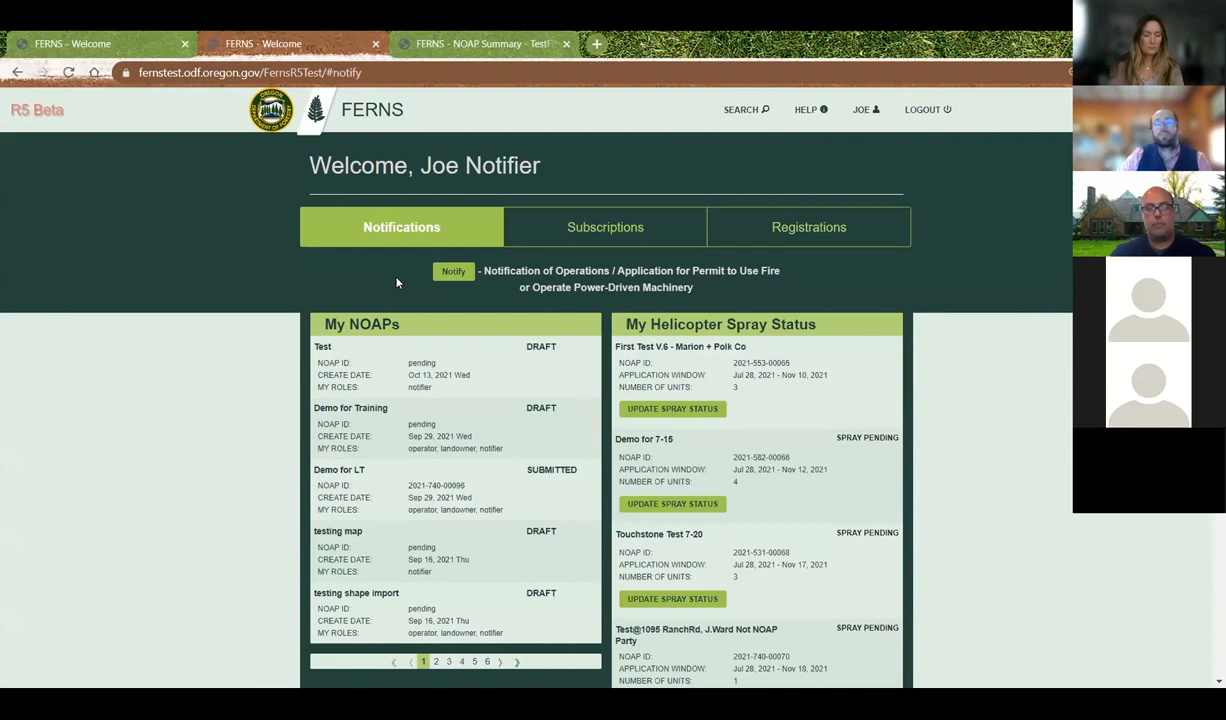 FERNS - Welcome
FERNS - Welcome
FERNS - NOAP Summary - TestF
fernstest.odf.oregon.gov/FernsR5Test/#notify
R5 Beta
FERNS
SEARCH
HELP
JOE
LOGOUT
Welcome, Joe Notifier
Notifications
Subscriptions
Registrations
Notify - Notification of Operations / Application for Permit to Use Fire
or Operate Power-Driven Machinery
My NOAPs
Test DRAFT
NOAP ID: pending
CREATE DATE: Oct 13, 2021 Wed
MY ROLES: notifier
Demo for Training DRAFT
NOAP ID: pending
CREATE DATE: Sep 29, 2021 Wed
MY ROLES: operator, landowner, notifier
Demo for LT SUBMITTED
NOAP ID: 2021-740-00096
CREATE DATE: Sep 29, 2021 Wed
MY ROLES: operator, landowner, notifier
testing map DRAFT
NOAP ID: pending
CREATE DATE: Sep 16, 2021 Thu
MY ROLES: notifier
testing shape import DRAFT
NOAP ID: pending
CREATE DATE: Sep 16, 2021 Thu
MY ROLES: operator, landowner, notifier
《 〈 1 2 3 4 5 6 〉 》
My Helicopter Spray Status
First Test V.6 - Marion + Polk Co
NOAP ID: 2021-553-00065
APPLICATION WINDOW: Jul 28, 2021 - Nov 10, 2021
NUMBER OF UNITS: 3
UPDATE SPRAY STATUS
Demo for 7-15 SPRAY PENDING
NOAP ID: 2021-582-00066
APPLICATION WINDOW: Jul 28, 2021 - Nov 12, 2021
NUMBER OF UNITS: 4
UPDATE SPRAY STATUS
Touchstone Test 7-20 SPRAY PENDING
NOAP ID: 2021-531-00068
APPLICATION WINDOW: Jul 28, 2021 - Nov 17, 2021
NUMBER OF UNITS: 3
UPDATE SPRAY STATUS
Test@1095 RanchRd, J.Ward Not NOAP SPRAY PENDING
Party
NOAP ID: 2021-740-00070
APPLICATION WINDOW: Jul 28, 2021 - Nov 18, 2021
NUMBER OF UNITS: 1